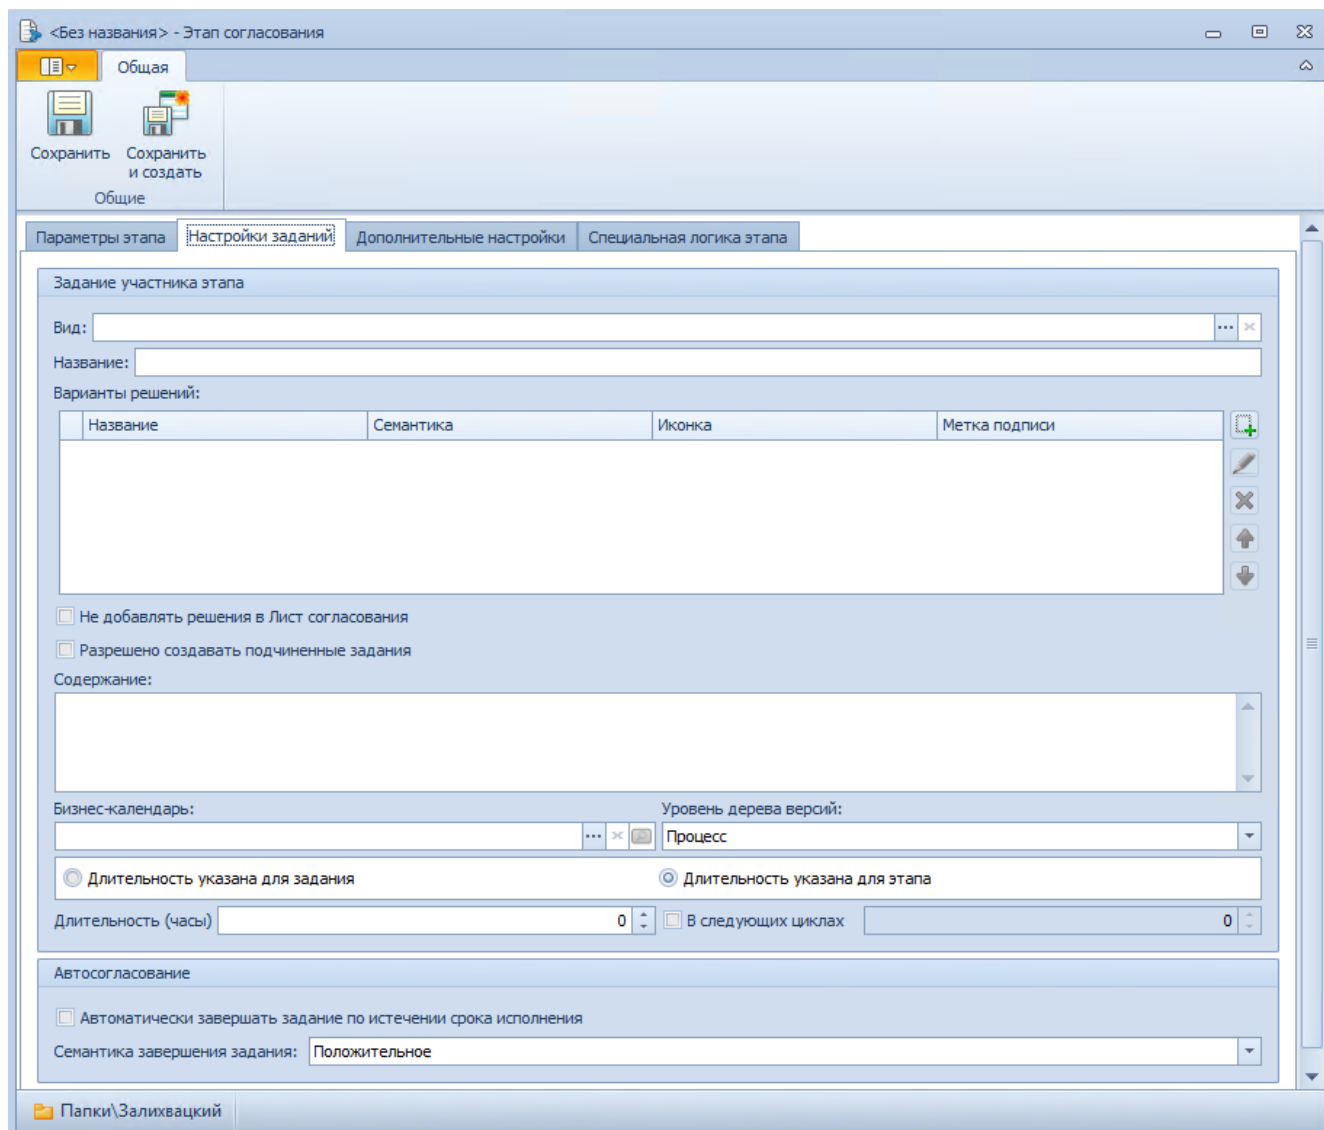 <Без названия> - Этап согласования
Общая
Сохранить
Сохранить и создать
Общие
Параметры этапа
Настройки заданий
Дополнительные настройки
Специальная логика этапа
Задание участника этапа
Вид:
Название:
Варианты решений:
Название
Семантика
Иконка
Метка подписи
Не добавлять решения в Лист согласования
Разрешено создавать подчиненные задания
Содержание:
Бизнес-календарь:
Уровень дерева версий:
Процесс
Длительность указана для задания
Длительность указана для этапа
Длительность (часы)
0
В следующих циклах
0
Автосогласование
Автоматически завершать задание по истечении срока исполнения
Семантика завершения задания:
Положительное
Папки\Залихвацкий